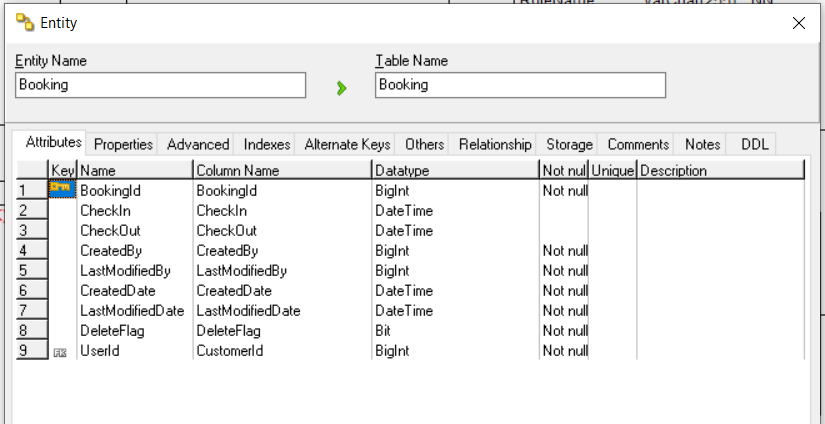 Entity
Entity Name
Table Name
Booking
Booking
Attributes Properties Advanced Indexes Alternate Keys Others Relationship Storage Comments Notes DDL
Key Name Column Name Datatype Not nul Unique Description
1 BookingId BookingId BigInt Not null
2 CheckIn CheckIn DateTime
3 CheckOut CheckOut DateTime
4 CreatedBy CreatedBy BigInt Not null
5 LastModifiedBy LastModifiedBy BigInt Not null
6 CreatedDate CreatedDate DateTime Not null
7 LastModifiedDate LastModifiedDate DateTime Not null
8 DeleteFlag DeleteFlag Bit Not null
9 UserId CustomerId BigInt Not null